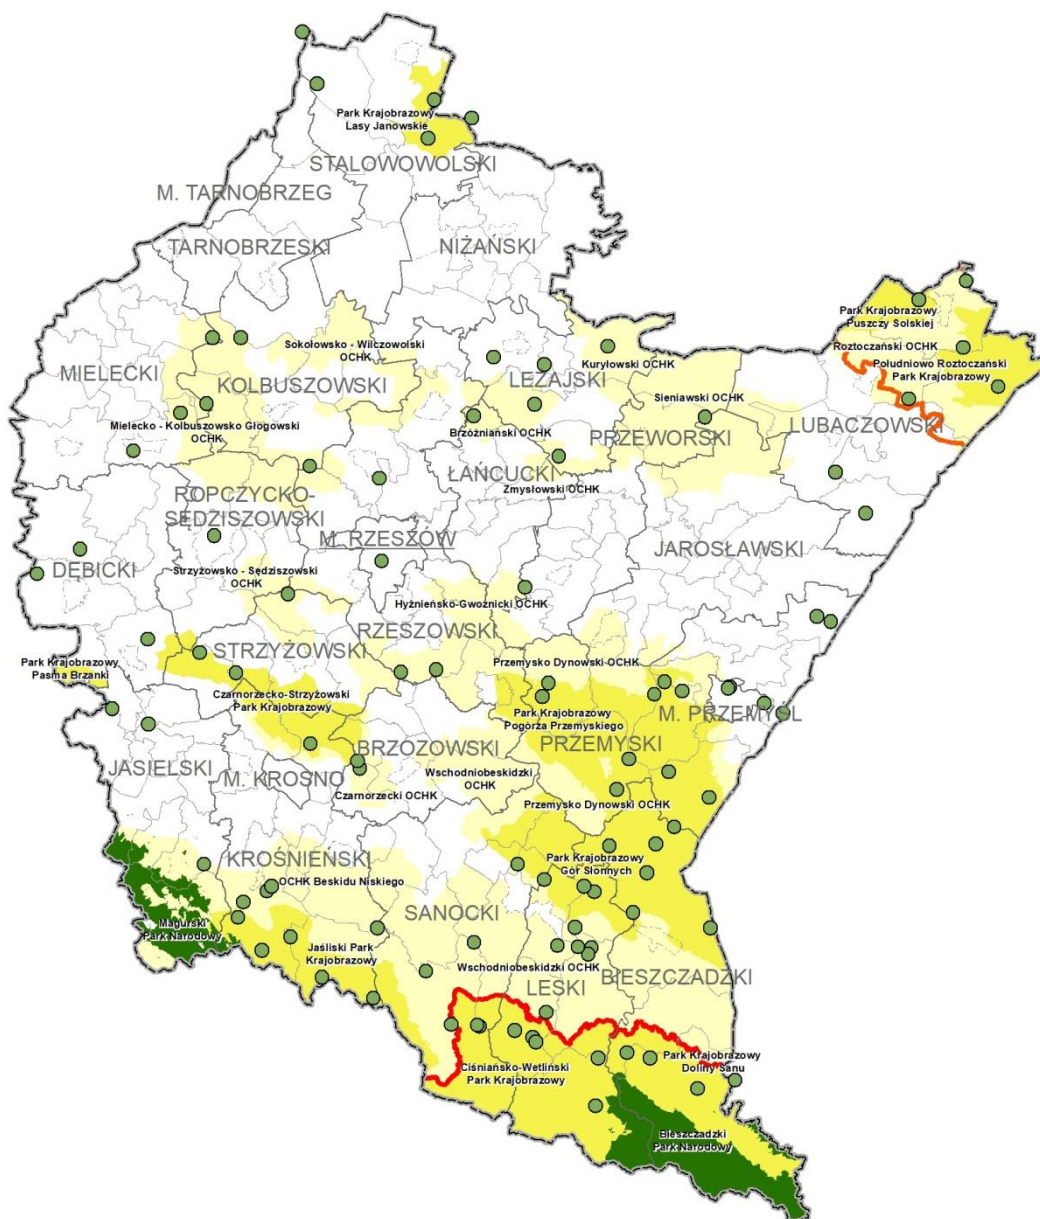 Park Krajobrazowy
Lasy Janowskie
STALOWOWOLSKI
M. TARNOBRZEG
TARNOBRZESKI
NIŻAŃSKI
Park Krajobrazowy
Puszczy Solskiej
Roztoczański OCHK
Południowo Roztoczański
Park Krajobrazowy
Sokołowsko - Wilczowolski
OCHK
Kuryłowski OCHK
MIELECKI
KOLBUSZOWSKI
LEŻAJSKI
Sieniawski OCHK
LUBACZOWSKI
Mielecko - Kolbuszowsko Głogowski
OCHK
Brzóźniański OCHK
PRZEWORSKI
ŁAŃCUCKI
Zmysłowski OCHK
ROPCZYCKO-
SĘDZISZOWSKI
M. RZESZÓW
JAROSŁAWSKI
DĘBICKI
Strzyżowsko - Sędziszowski
OCHK
Hyżnieńsko-Gwoźnicki OCHK
RZESZOWSKI
STRZYŻOWSKI
Park Krajobrazowy
Pasma Brzanki
Przemysko Dynowski OCHK
Czarnorzecko-Strzyżowski
Park Krajobrazowy
Park Krajobrazowy
Pogórza Przemyskiego
M. PRZEMYŚL
PRZEMYSKI
BRZOZOWSKI
JASIELSKI
M. KROSNO
Wschodniobeskidzki
OCHK
Czarnorzecki OCHK
Przemysko Dynowski OCHK
KROŚNIEŃSKI
OCHK Beskidu Niskiego
Park Krajobrazowy
Gór Słonnych
SANOCKI
Magurski
Park Narodowy
Jaśliski Park
Krajobrazowy
Wschodniobeskidzki OCHK
BIESZCZADZKI
LESKI
Park Krajobrazowy
Doliny Sanu
Ciśniańsko-Wetliński
Park Krajobrazowy
Bieszczadzki
Park Narodowy